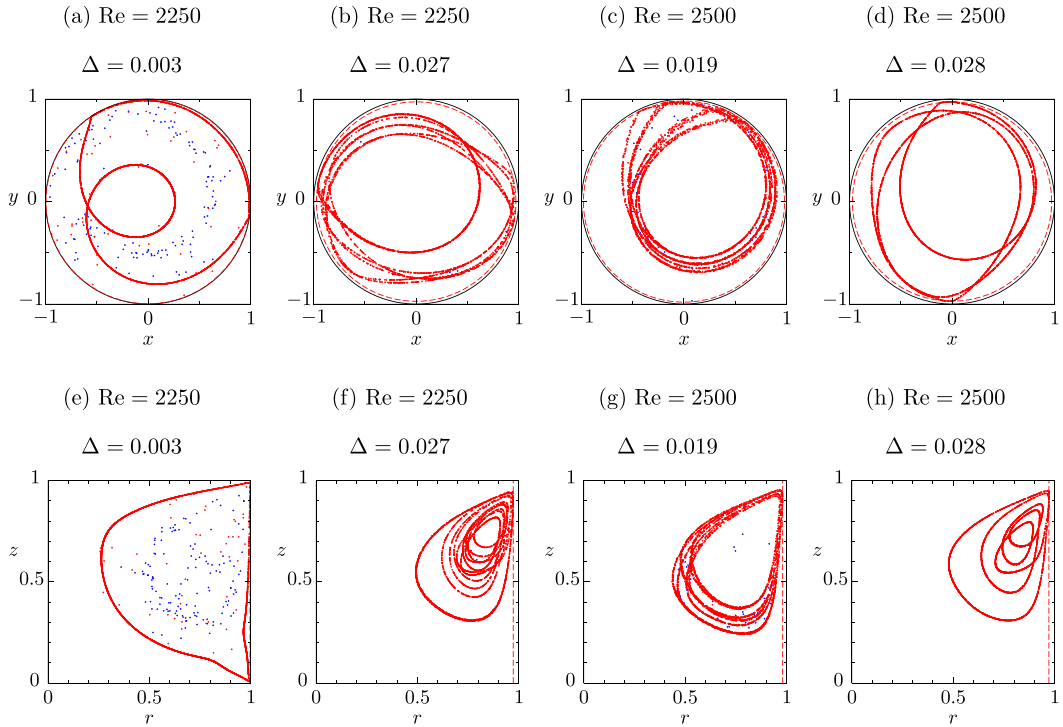 (a) Re = 2250
(b) Re = 2250
(c) Re = 2500
(d) Re = 2500
Δ = 0.003
Δ = 0.027
Δ = 0.019
Δ = 0.028
1
1
1
1
y 0
y 0
y 0
y 0
−1
−1
−1
−1
−1 0 1
−1 0 1
−1 0 1
−1 0 1
x
x
x
x
(e) Re = 2250
(f) Re = 2250
(g) Re = 2500
(h) Re = 2500
Δ = 0.003
Δ = 0.027
Δ = 0.019
Δ = 0.028
1
1
1
1
z
z
z
z
0.5
0.5
0.5
0.5
0
0
0
0
0 0.5 1
0 0.5 1
0 0.5 1
0 0.5 1
r
r
r
r